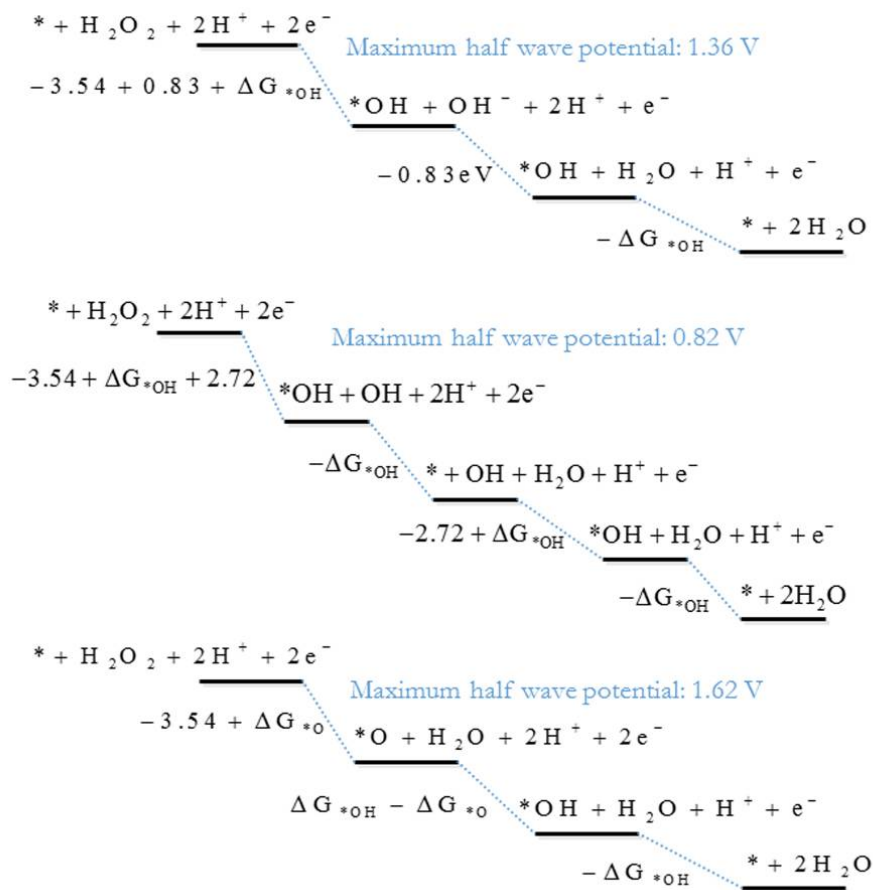 * + H₂O₂ + 2H⁺ + 2e⁻
Maximum half wave potential: 1.36 V
−3.54 + 0.83 + ΔG*OH
*OH + OH⁻ + 2H⁺ + e⁻
−0.83eV
*OH + H₂O + H⁺ + e⁻
−ΔG*OH
* + 2H₂O
* + H₂O₂ + 2H⁺ + 2e⁻
Maximum half wave potential: 0.82 V
−3.54 + ΔG*OH + 2.72
*OH + OH + 2H⁺ + 2e⁻
−ΔG*OH
* + OH + H₂O + H⁺ + e⁻
−2.72 + ΔG*OH
*OH + H₂O + H⁺ + e⁻
−ΔG*OH
* + 2H₂O
* + H₂O₂ + 2H⁺ + 2e⁻
Maximum half wave potential: 1.62 V
−3.54 + ΔG*O
*O + H₂O + 2H⁺ + 2e⁻
ΔG*OH − ΔG*O
*OH + H₂O + H⁺ + e⁻
−ΔG*OH
* + 2H₂O